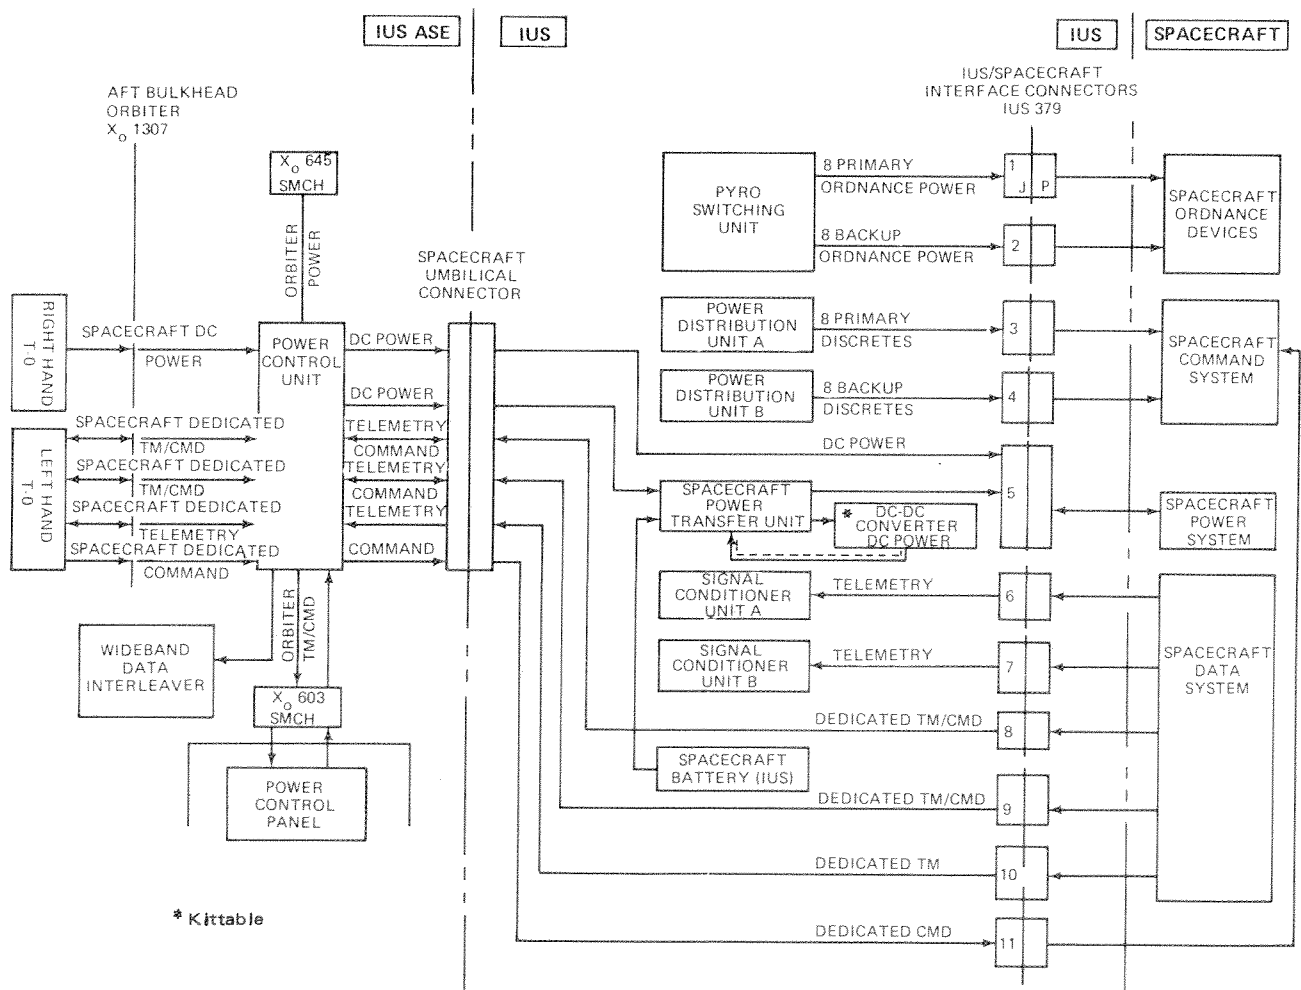 IUS ASE
IUS
IUS
SPACECRAFT
AFT BULKHEAD
ORBITER
Xo 1307
IUS/SPACECRAFT
INTERFACE CONNECTORS
IUS 379
Xo 645
SMCH
ORBITER
POWER
SPACECRAFT
UMBILICAL
CONNECTOR
PYRO
SWITCHING
UNIT
8 PRIMARY
ORDNANCE POWER
8 BACKUP
ORDNANCE POWER
1
J P
2
SPACECRAFT
ORDNANCE
DEVICES
RIGHT HAND
T-0
SPACECRAFT DC
POWER
POWER
CONTROL
UNIT
DC POWER
DC POWER
POWER
DISTRIBUTION
UNIT A
8 PRIMARY
DISCRETES
3
POWER
DISTRIBUTION
UNIT B
8 BACKUP
DISCRETES
4
SPACECRAFT
COMMAND
SYSTEM
LEFT HAND
T-0
SPACECRAFT DEDICATED
TM/CMD
SPACECRAFT DEDICATED
TM/CMD
SPACECRAFT DEDICATED
TELEMETRY
SPACECRAFT DEDICATED
COMMAND
TELEMETRY
COMMAND
TELEMETRY
COMMAND
TELEMETRY
COMMAND
DC POWER
5
SPACECRAFT
POWER
TRANSFER UNIT
* DC-DC
CONVERTER
DC POWER
SPACECRAFT
POWER
SYSTEM
SIGNAL
CONDITIONER
UNIT A
TELEMETRY
6
SIGNAL
CONDITIONER
UNIT B
TELEMETRY
7
SPACECRAFT
DATA
SYSTEM
ORBITER
TM/CMD
WIDEBAND
DATA
INTERLEAVER
Xo 603
SMCH
POWER
CONTROL
PANEL
DEDICATED TM/CMD
8
SPACECRAFT
BATTERY (IUS)
DEDICATED TM/CMD
9
DEDICATED TM
10
DEDICATED CMD
11
* Kittable